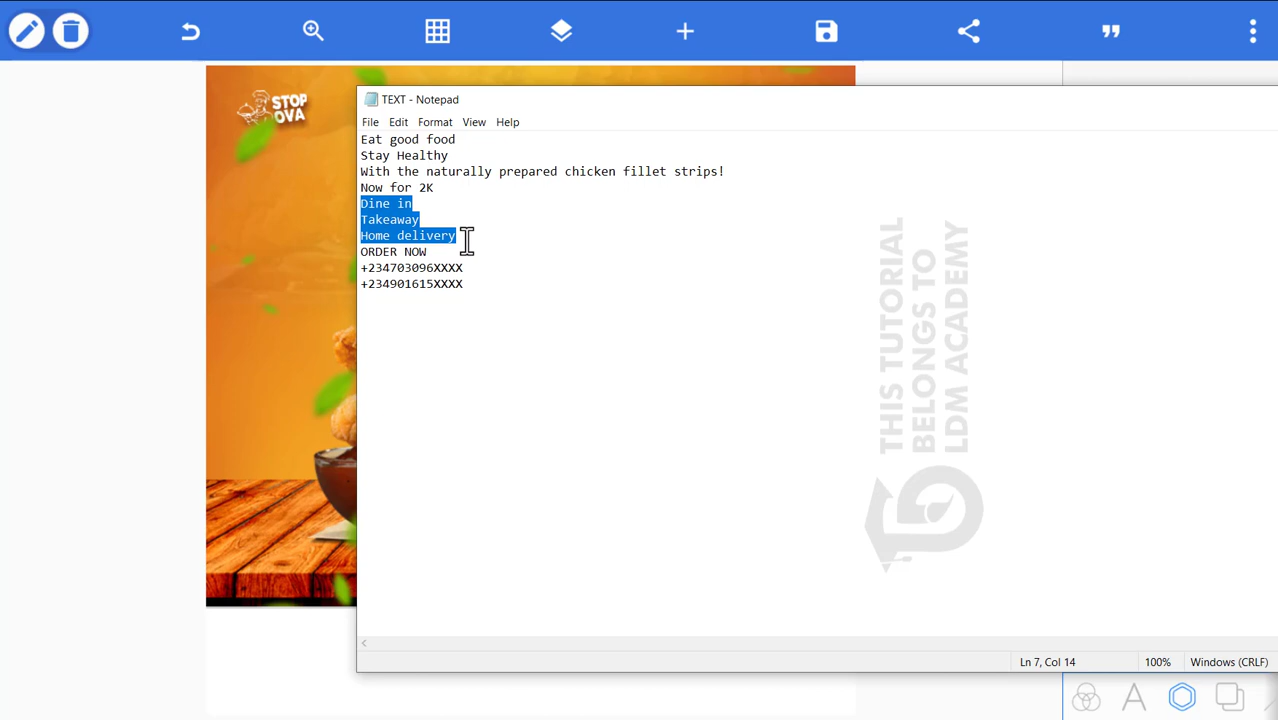 STOP
OVA
TEXT - Notepad
File Edit Format View Help
Eat good food
Stay Healthy
With the naturally prepared chicken fillet strips!
Now for 2K
Dine in
Takeaway
Home delivery
ORDER NOW
+234703096XXXX
+234901615XXXX
THIS TUTORIAL
BELONGS TO
LDM ACADEMY
Ln 7, Col 14 100% Windows (CRLF)